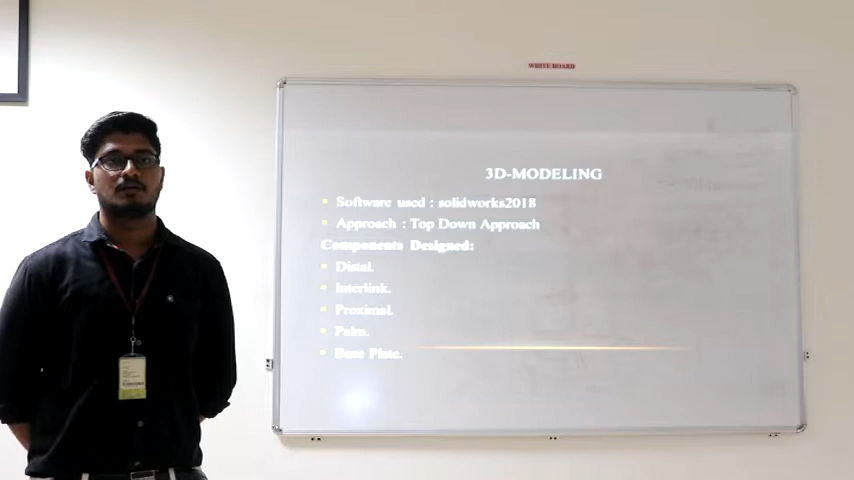 WHITE BOARD
3D-MODELING
Software used : solidworks2018
Approach : Top Down Approach
Components Designed:
Distal.
Interlink.
Proximal.
Palm.
Base Plate.